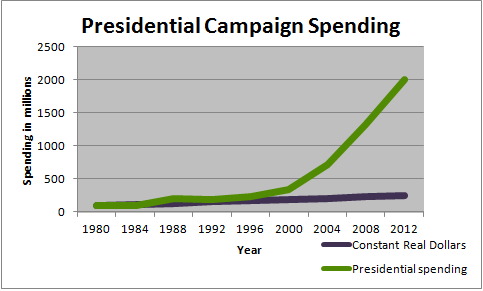 Presidential Campaign Spending
2500
2000
1500
1000
500
0
Spending in millions
1980 1984 1988 1992 1996 2000 2004 2008 2012
Year
Constant Real Dollars
Presidential spending